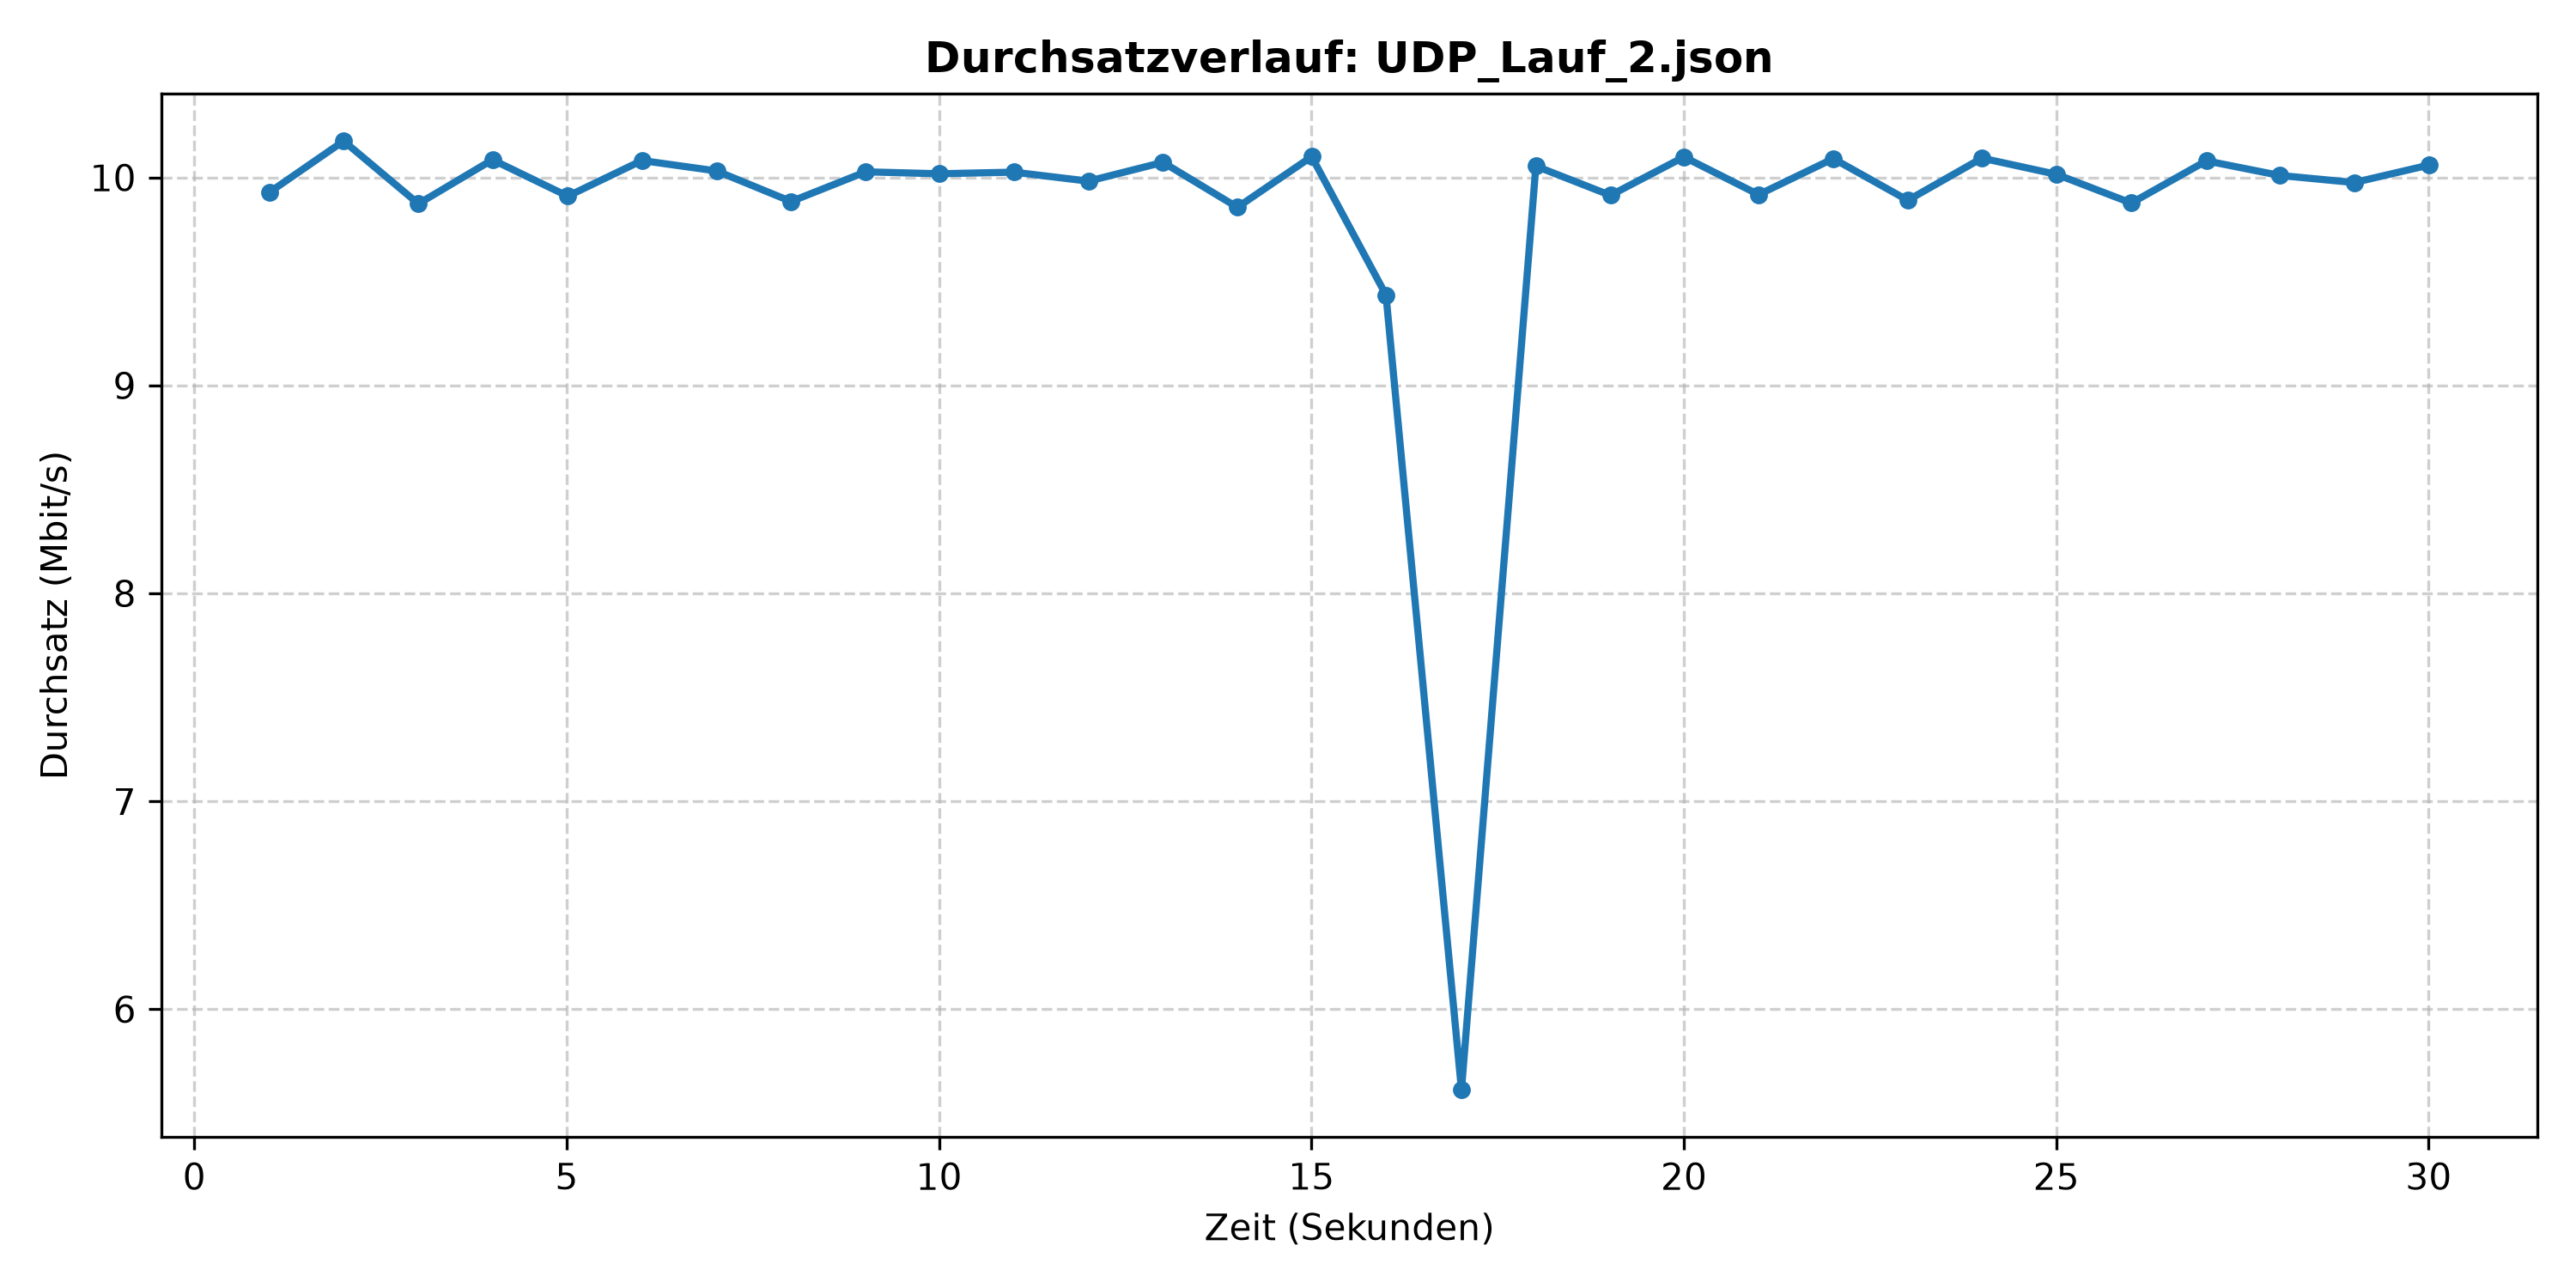 Durchsatzverlauf: UDP_Lauf_2.json
10
9
8
7
6
Durchsatz (Mbit/s)
0 5 10 15 20 25 30
Zeit (Sekunden)